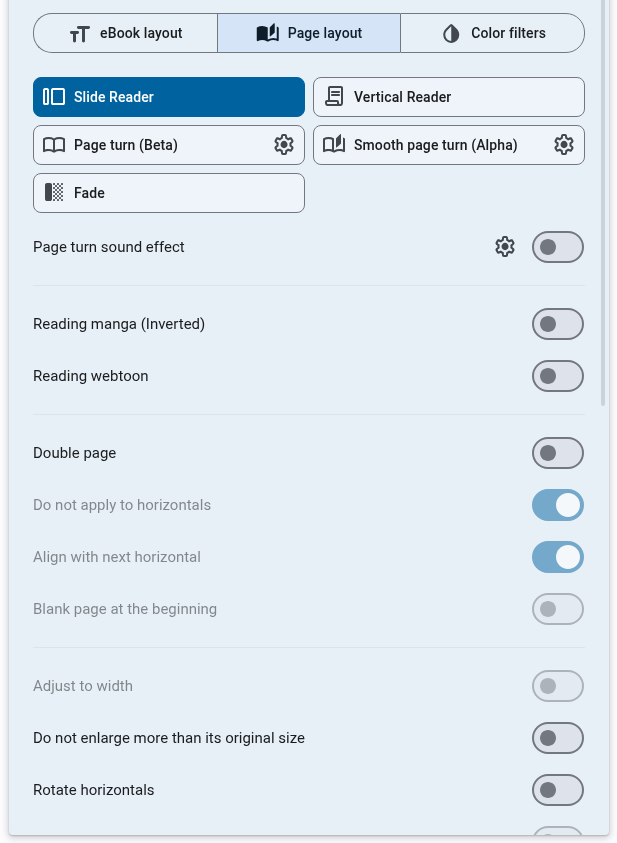 eBook layout
Page layout
Color filters
Slide Reader
Vertical Reader
Page turn (Beta)
Smooth page turn (Alpha)
Fade
Page turn sound effect
Reading manga (Inverted)
Reading webtoon
Double page
Do not apply to horizontals
Align with next horizontal
Blank page at the beginning
Adjust to width
Do not enlarge more than its original size
Rotate horizontals